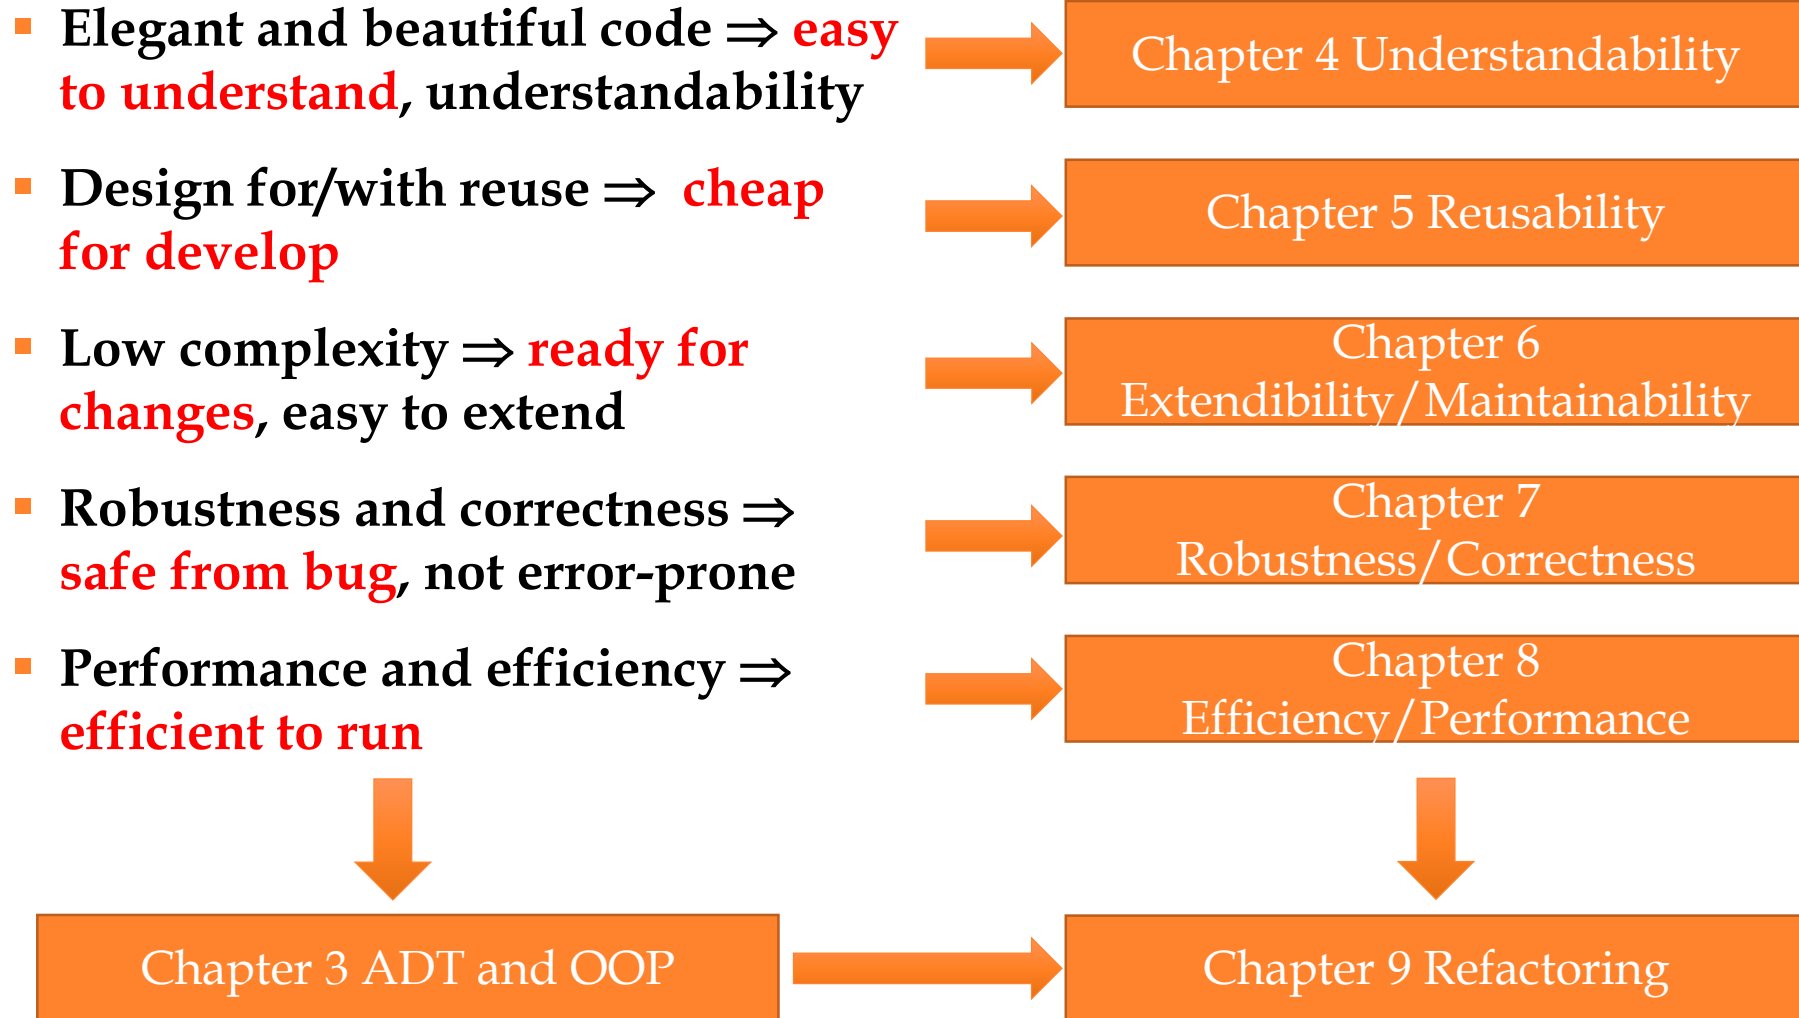 Elegant and beautiful code ⇒ easy
to understand, understandability
Chapter 4 Understandability
Design for/with reuse ⇒ cheap
for develop
Chapter 5 Reusability
Low complexity ⇒ ready for
changes, easy to extend
Chapter 6
Extendibility/Maintainability
Robustness and correctness ⇒
safe from bug, not error-prone
Chapter 7
Robustness/Correctness
Performance and efficiency ⇒
efficient to run
Chapter 8
Efficiency/Performance
Chapter 3 ADT and OOP
Chapter 9 Refactoring